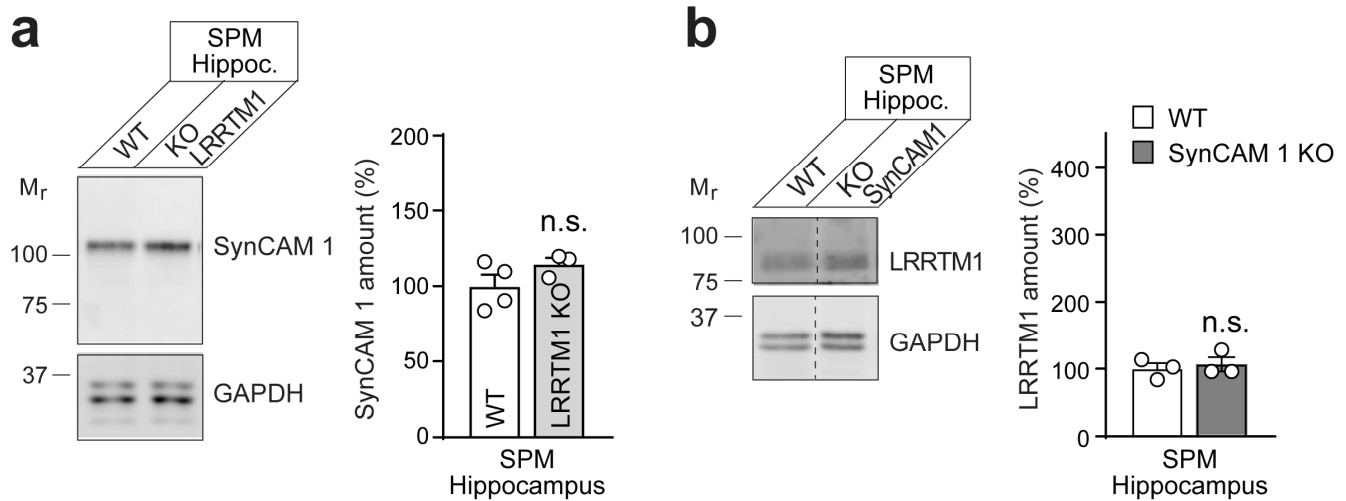 a
SPM
Hippoc.
WT
KO
LRRTM1
Mr
100
75
37
SynCAM 1
GAPDH
SynCAM 1 amount (%)
200
150
100
50
0
n.s.
WT
LRRTM1 KO
SPM
Hippocampus
b
SPM
Hippoc.
WT
KO
SynCAM1
Mr
100
75
37
LRRTM1
GAPDH
LRRTM1 amount (%)
400
300
200
100
0
WT
SynCAM 1 KO
n.s.
SPM
Hippocampus